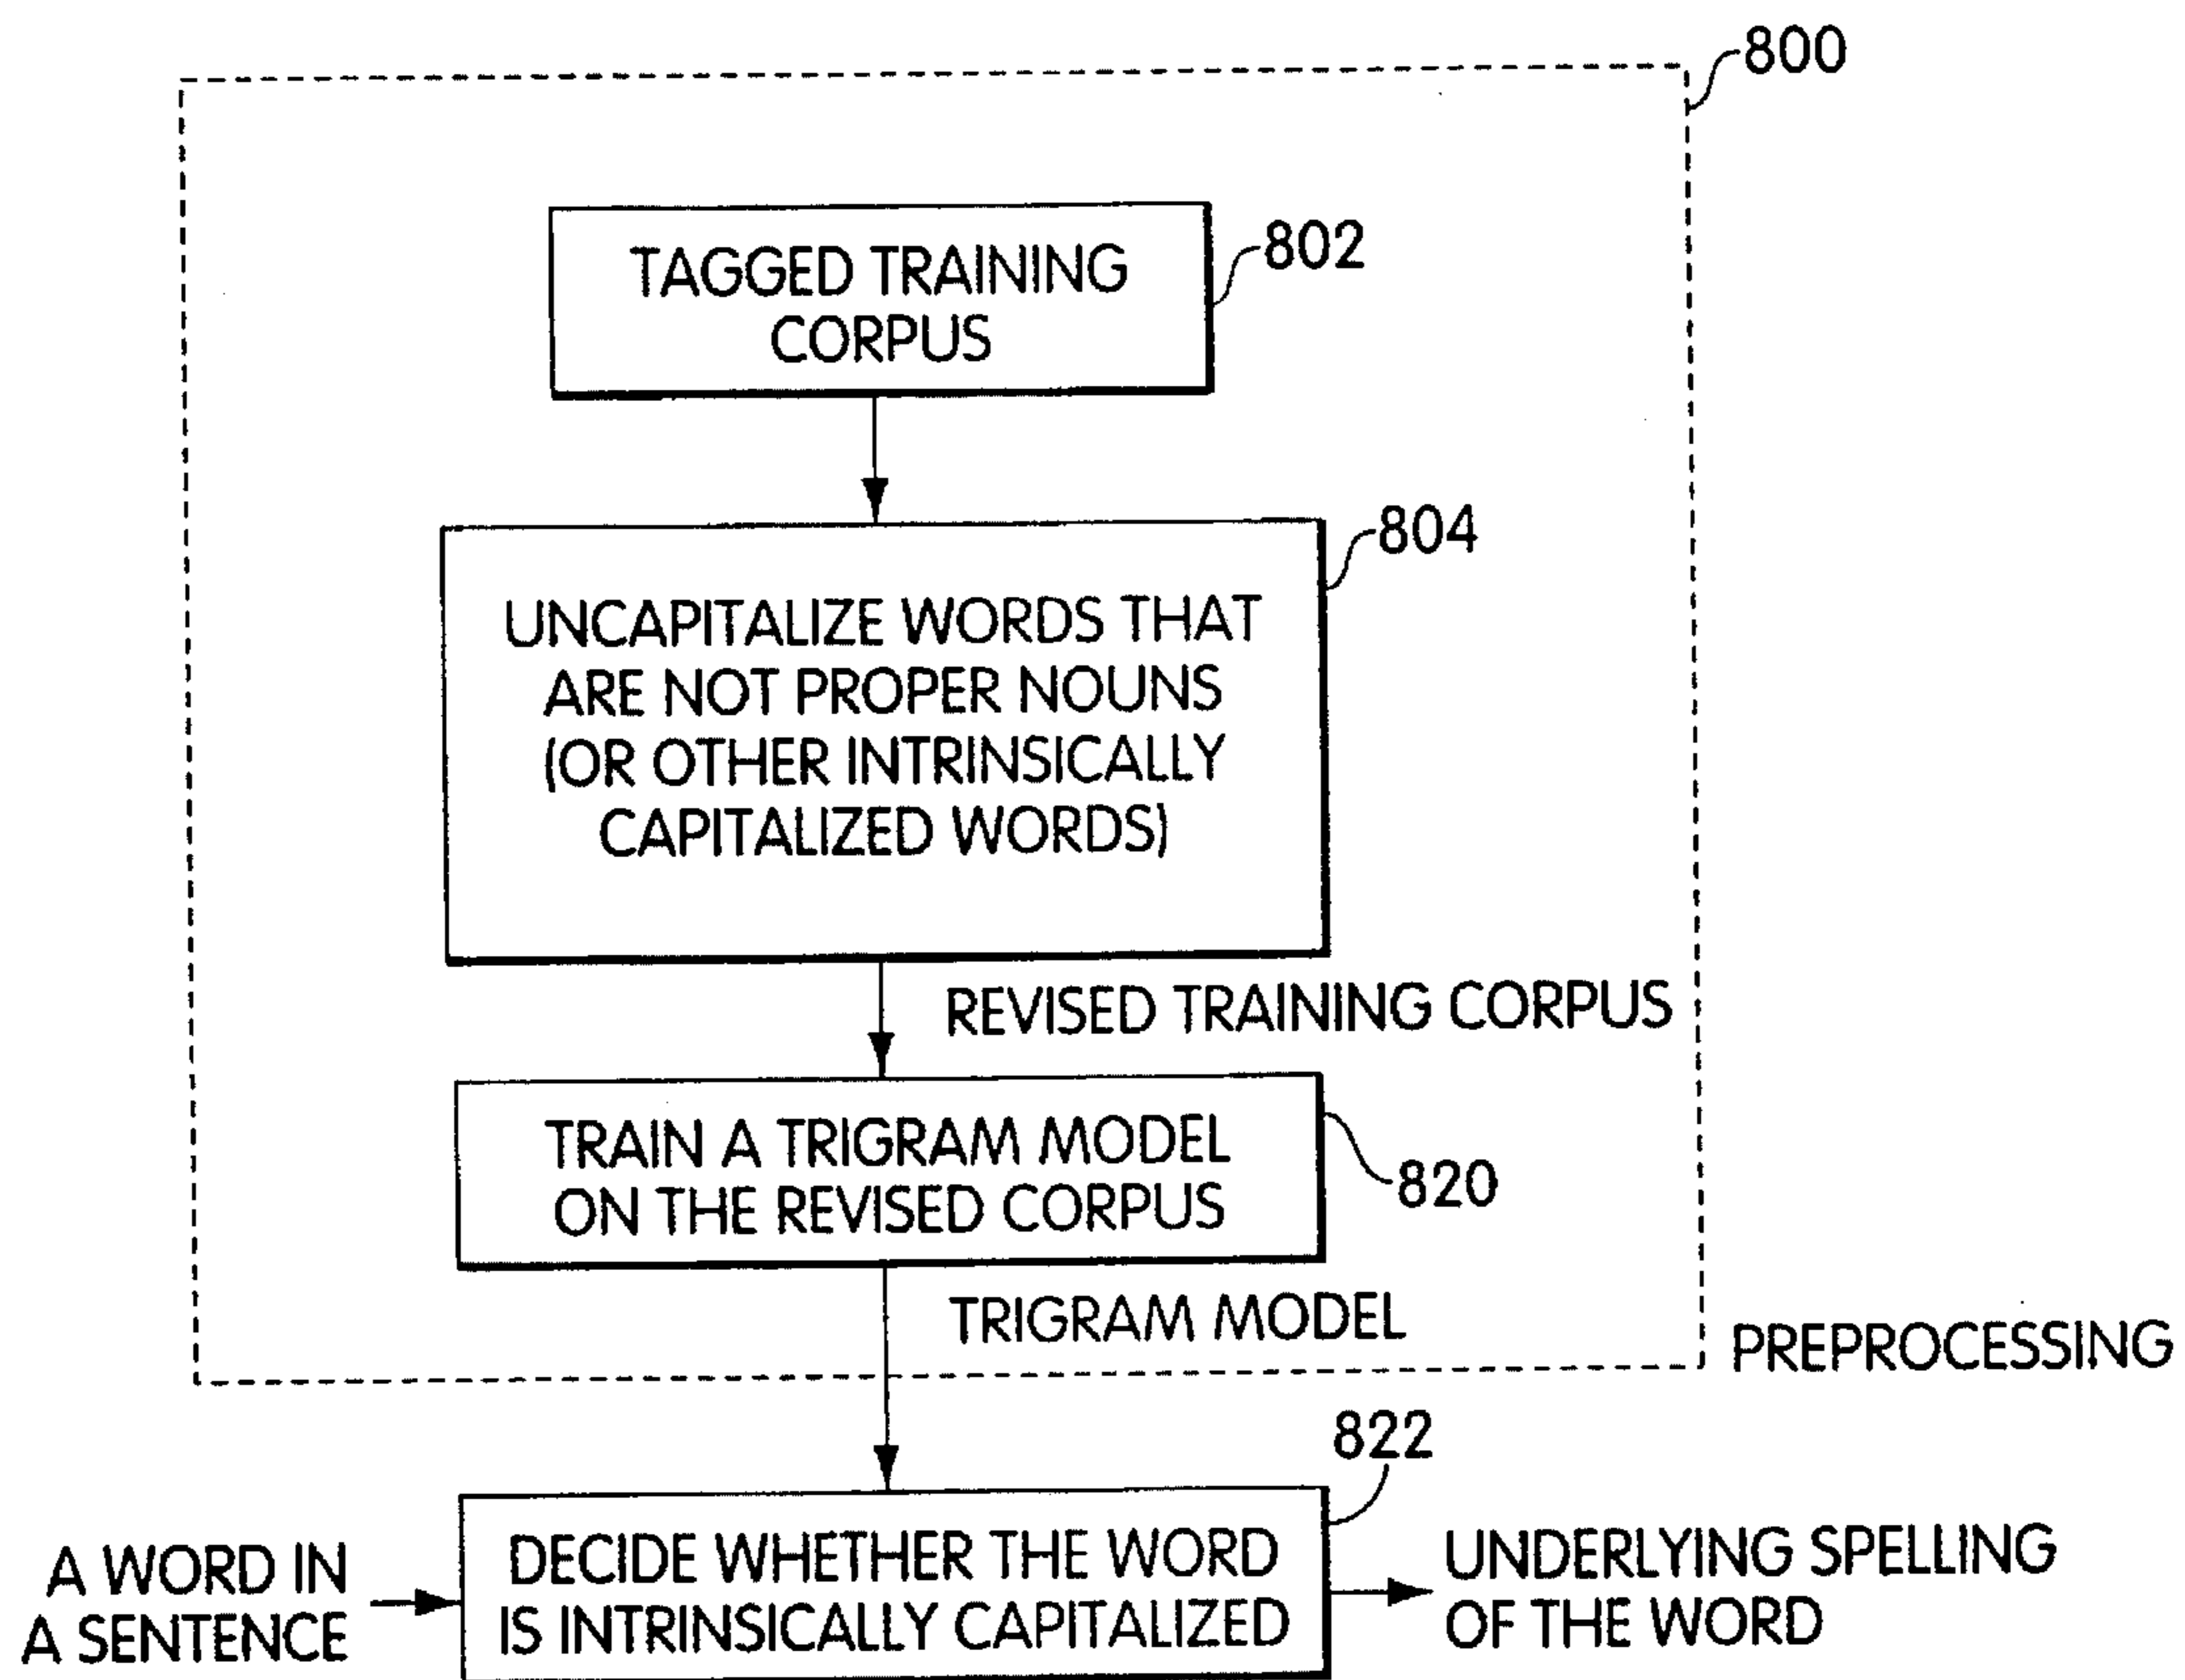 800
TAGGED TRAINING
CORPUS
802
UNCAPITALIZE WORDS THAT
ARE NOT PROPER NOUNS
(OR OTHER INTRINSICALLY
CAPITALIZED WORDS)
804
REVISED TRAINING CORPUS
TRAIN A TRIGRAM MODEL
ON THE REVISED CORPUS
820
TRIGRAM MODEL
PREPROCESSING
822
A WORD IN
A SENTENCE
DECIDE WHETHER THE WORD
IS INTRINSICALLY CAPITALIZED
UNDERLYING SPELLING
OF THE WORD